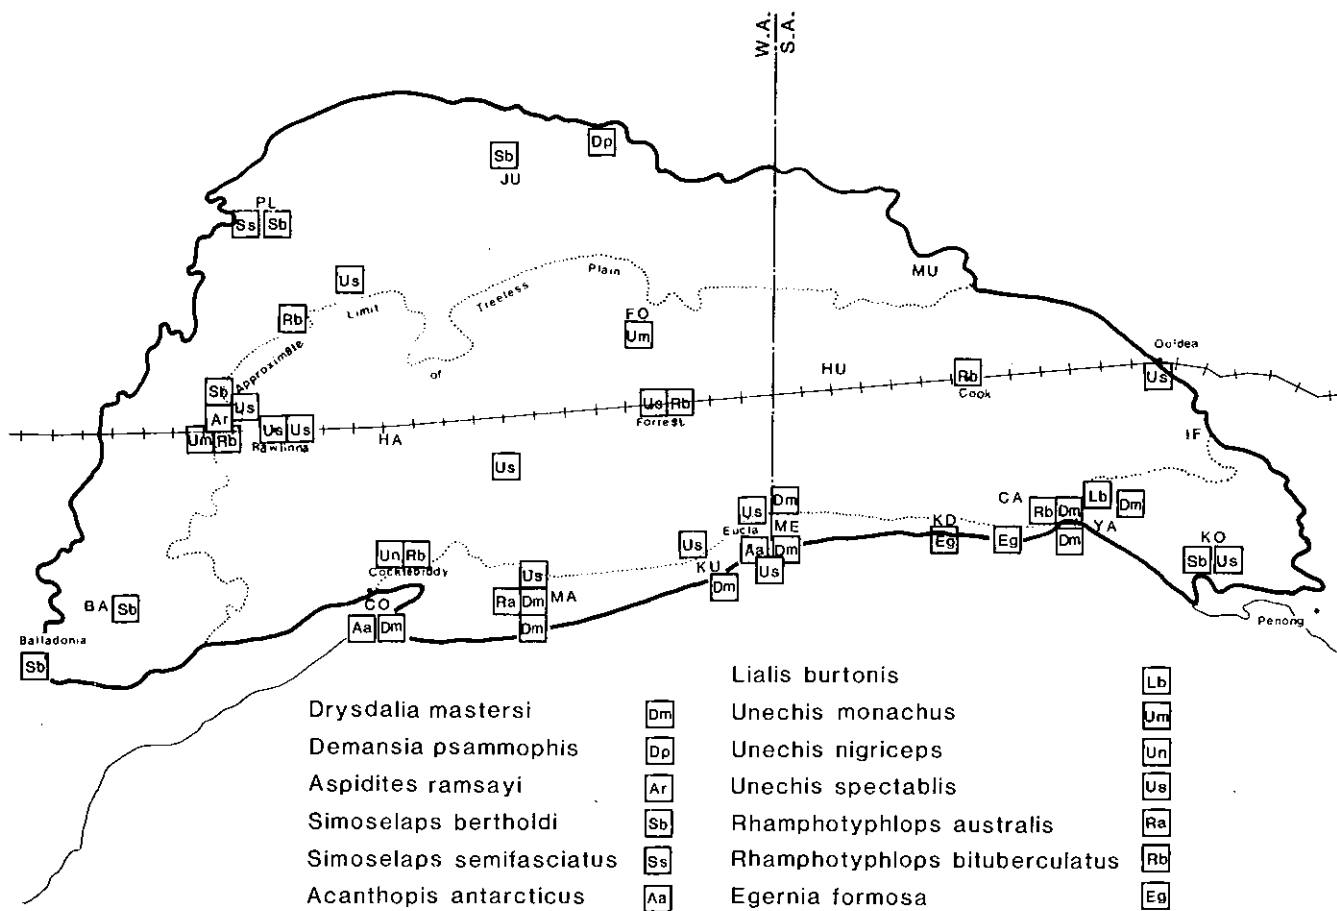 W.A.
S.A.
Dp
Sb
JU
PL
Ss Sb
MU
Us
Plain
Treeless
Limit
of
Approximate
Rb
FO
Um
Ooldea
HU
Rb
Us
Cook
Sb
Us
Ar
Us Rb
Forrest
Um Rb
Us Us
Rawlinna
HA
IF
Us
Lb
Dm
CA
Rb Dm
YA
Dm
Us Dm
Eucla
ME
KD
Eg Eg
Us
Aa Dm
KO
Sb Us
Un Rb
Cocklebiddy
Us
KU
Dm
Us
BA Sb
CO
Ra Dm
MA
Penong
Balladonia
Aa Dm
Dm
Sb
Drysdalia mastersi Dm
Demansia psammophis Dp
Aspidites ramsayi Ar
Simoselaps bertholdi Sb
Simoselaps semifasciatus Ss
Acanthopis antarcticus Aa
Lialis burtonis Lb
Unechis monachus Um
Unechis nigriceps Un
Unechis spectablis Us
Rhamphotyphlops australis Ra
Rhamphotyphlops bituberculatus Rb
Egernia formosa Eg